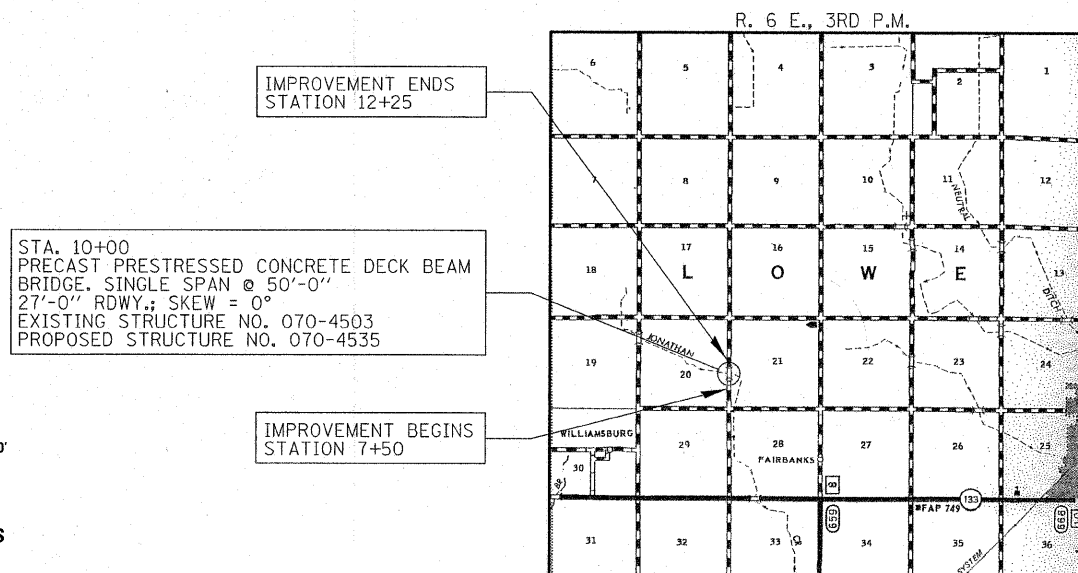 R. 6 E., 3RD P.M.
IMPROVEMENT ENDS
STATION 12+25
STA. 10+00
PRECAST PRESTRESSED CONCRETE DECK BEAM
BRIDGE. SINGLE SPAN @ 50'-0"
27'-0" RDWY.; SKEW = 0°
EXISTING STRUCTURE NO. 070-4503
PROPOSED STRUCTURE NO. 070-4535
IMPROVEMENT BEGINS
STATION 7+50
6 5 4 3 2 1
7 8 9 10 11 12
NEUTRAL
18 17 16 15 14 13
L O W E
DITCH
JONATHAN
19 20 21 22 23 24
WILLIAMSBURG
30 29 28 27 26 25
FAIRBANKS
8
659
FAP 749
133
668
31 32 33 34 35 36
CR
SYSTEM
S